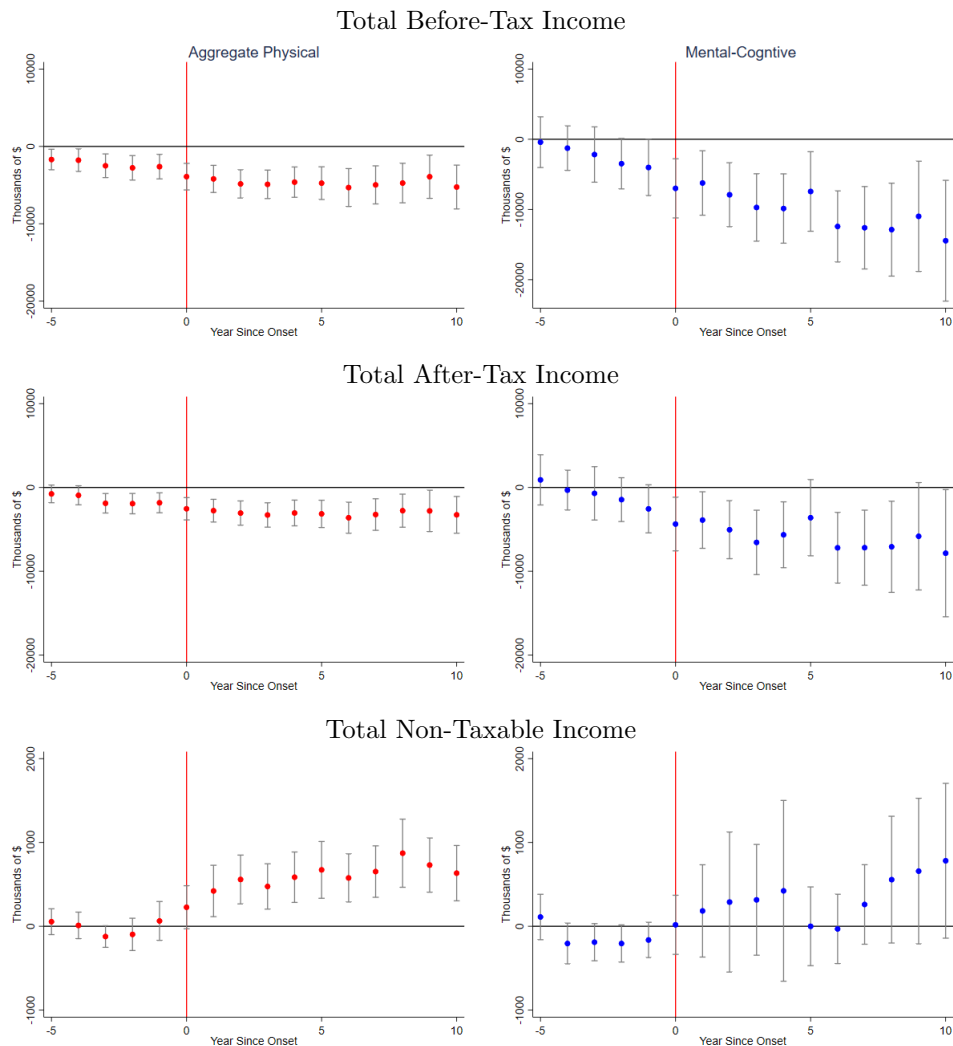 Total Before-Tax Income
Aggregate Physical
Mental-Cogntive
Thousands of $
10000
0
-10000
-20000
-5
0
5
10
Year Since Onset
Thousands of $
10000
0
-10000
-20000
-5
0
5
10
Year Since Onset
Total After-Tax Income
Thousands of $
10000
0
-10000
-20000
-5
0
5
10
Year Since Onset
Thousands of $
10000
0
-10000
-20000
-5
0
5
10
Year Since Onset
Total Non-Taxable Income
Thousands of $
2000
1000
0
-1000
-5
0
5
10
Year Since Onset
Thousands of $
2000
1000
0
-1000
-5
0
5
10
Year Since Onset